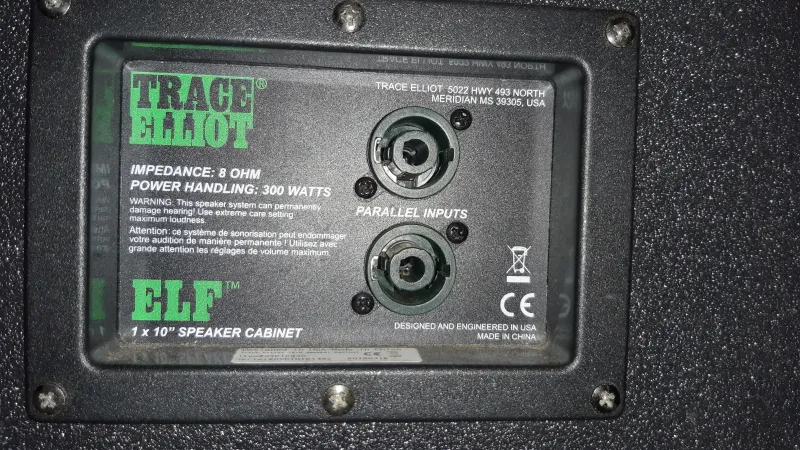 TRACE
ELLIOT®
TRACE ELLIOT 5022 HWY 493 NORTH
MERIDIAN MS 39305, USA
IMPEDANCE: 8 OHM
POWER HANDLING: 300 WATTS
WARNING: This speaker system can permanently
damage hearing! Use extreme care setting
maximum loudness.
Attention: ce système de sonorisation peut endommager
votre audition de manière permanente ! Utilisez avec
grande attention les réglages de volume maximum.
PARALLEL INPUTS
ELF™
1 x 10" SPEAKER CABINET
CE
DESIGNED AND ENGINEERED IN USA
MADE IN CHINA